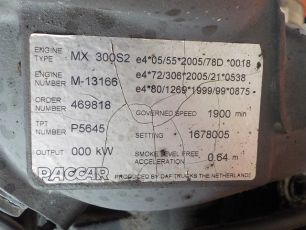 ENGINE TYPE MX 300S2 e4*05/55*2005/78D *0018
e4*72/306*2005/21*0538
ENGINE NUMBER M-13166
e4*80/1269*1999/99*0875
ORDER NUMBER 469818 GOVERNED SPEED 1900 min
TPT NUMBER P5645 SETTING 1678005
OUTPUT 000 kW SMOKE LEVEL FREE ACCELERATION 0.64 m
PACCAR PRODUCED BY DAF TRUCKS THE NETHERLANDS